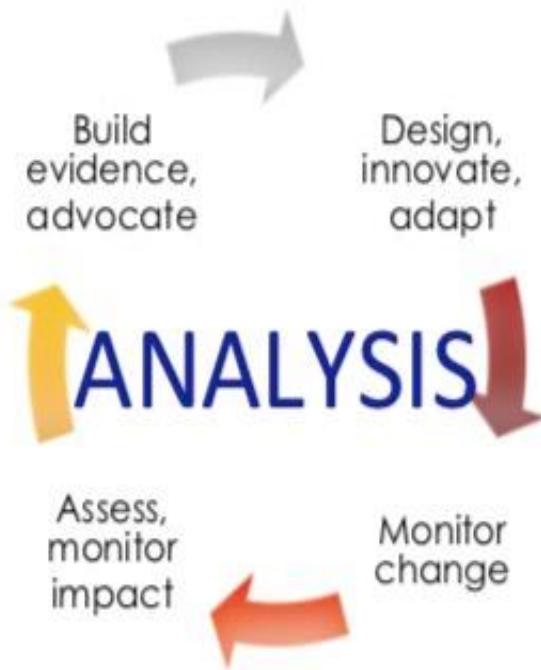 Build
evidence,
advocate
Design,
innovate,
adapt
ANALYSIS
Assess,
monitor
impact
Monitor
change